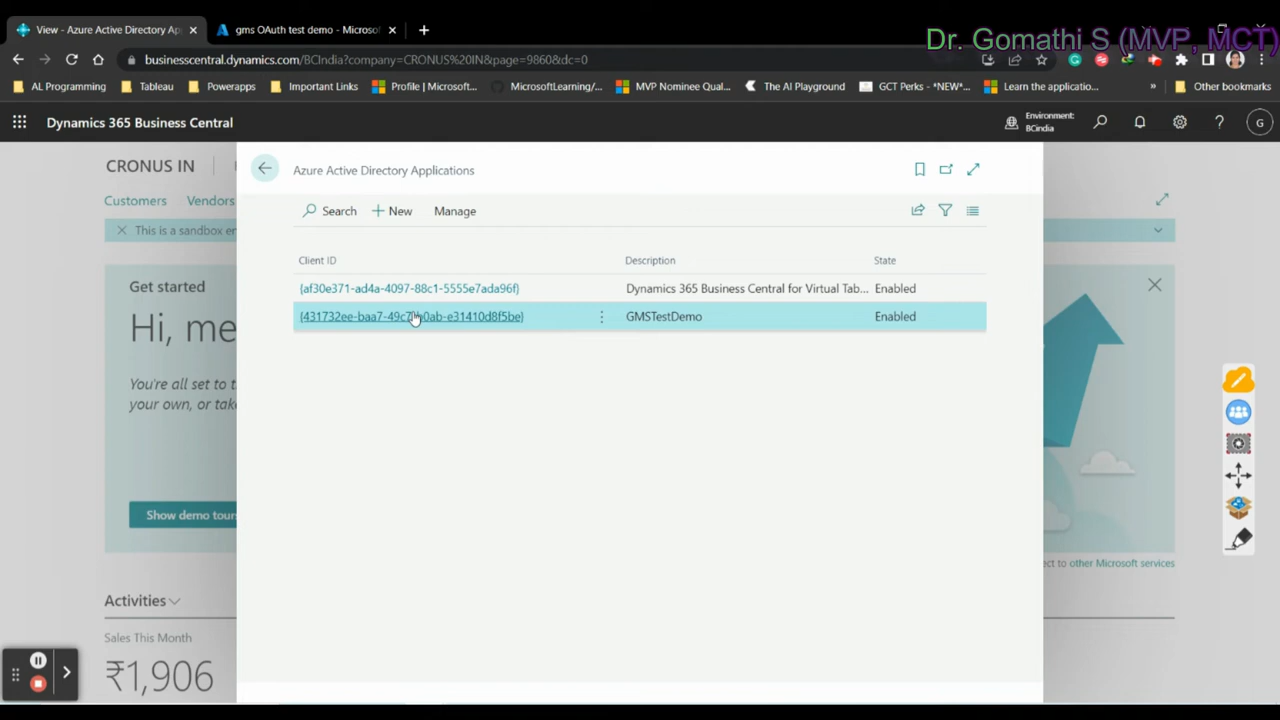 View - Azure Active Directory Ap
gms OAuth test demo - Microsof
Dr. Gomathi S (MVP, MCT)
businesscentral.dynamics.com/BCIndia?company=CRONUS%20IN&page=9860&dc=0
AL Programming
Tableau
Powerapps
Important Links
Profile | Microsoft...
MicrosoftLearning/...
MVP Nominee Qual...
The AI Playground
GCT Perks - *NEW*...
Learn the applicatio...
»
Other bookmarks
Dynamics 365 Business Central
Environment:
BCIndia
G
CRONUS IN
Azure Active Directory Applications
Customers
Vendors
Search
New
Manage
This is a sandbox en
Client ID
Description
State
Get started
{af30e371-ad4a-4097-88c1-5555e7ada96f}
Dynamics 365 Business Central for Virtual Tab...
Enabled
GMSTestDemo
Enabled
Hi, me
You're all set to t
your own, or take
Show demo tour
ect to other Microsoft services
Activities
Sales This Month
₹1,906